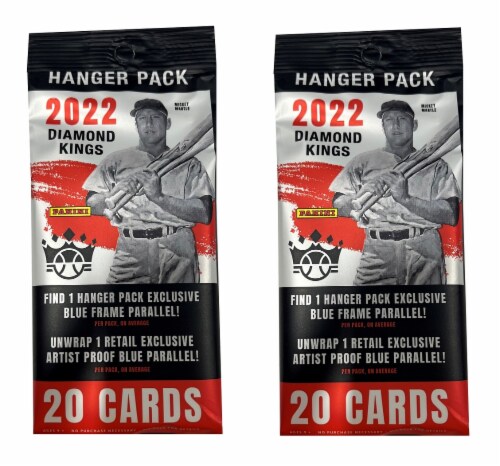 HANGER PACK
2022
DIAMOND
KINGS
MICKEY
MANTLE
PANINI
FIND 1 HANGER PACK EXCLUSIVE
BLUE FRAME PARALLEL!
PER PACK, ON AVERAGE
UNWRAP 1 RETAIL EXCLUSIVE
ARTIST PROOF BLUE PARALLEL!
PER PACK, ON AVERAGE
20 CARDS
HANGER PACK
2022
DIAMOND
KINGS
MICKEY
MANTLE
PANINI
FIND 1 HANGER PACK EXCLUSIVE
BLUE FRAME PARALLEL!
PER PACK, ON AVERAGE
UNWRAP 1 RETAIL EXCLUSIVE
ARTIST PROOF BLUE PARALLEL!
PER PACK, ON AVERAGE
20 CARDS